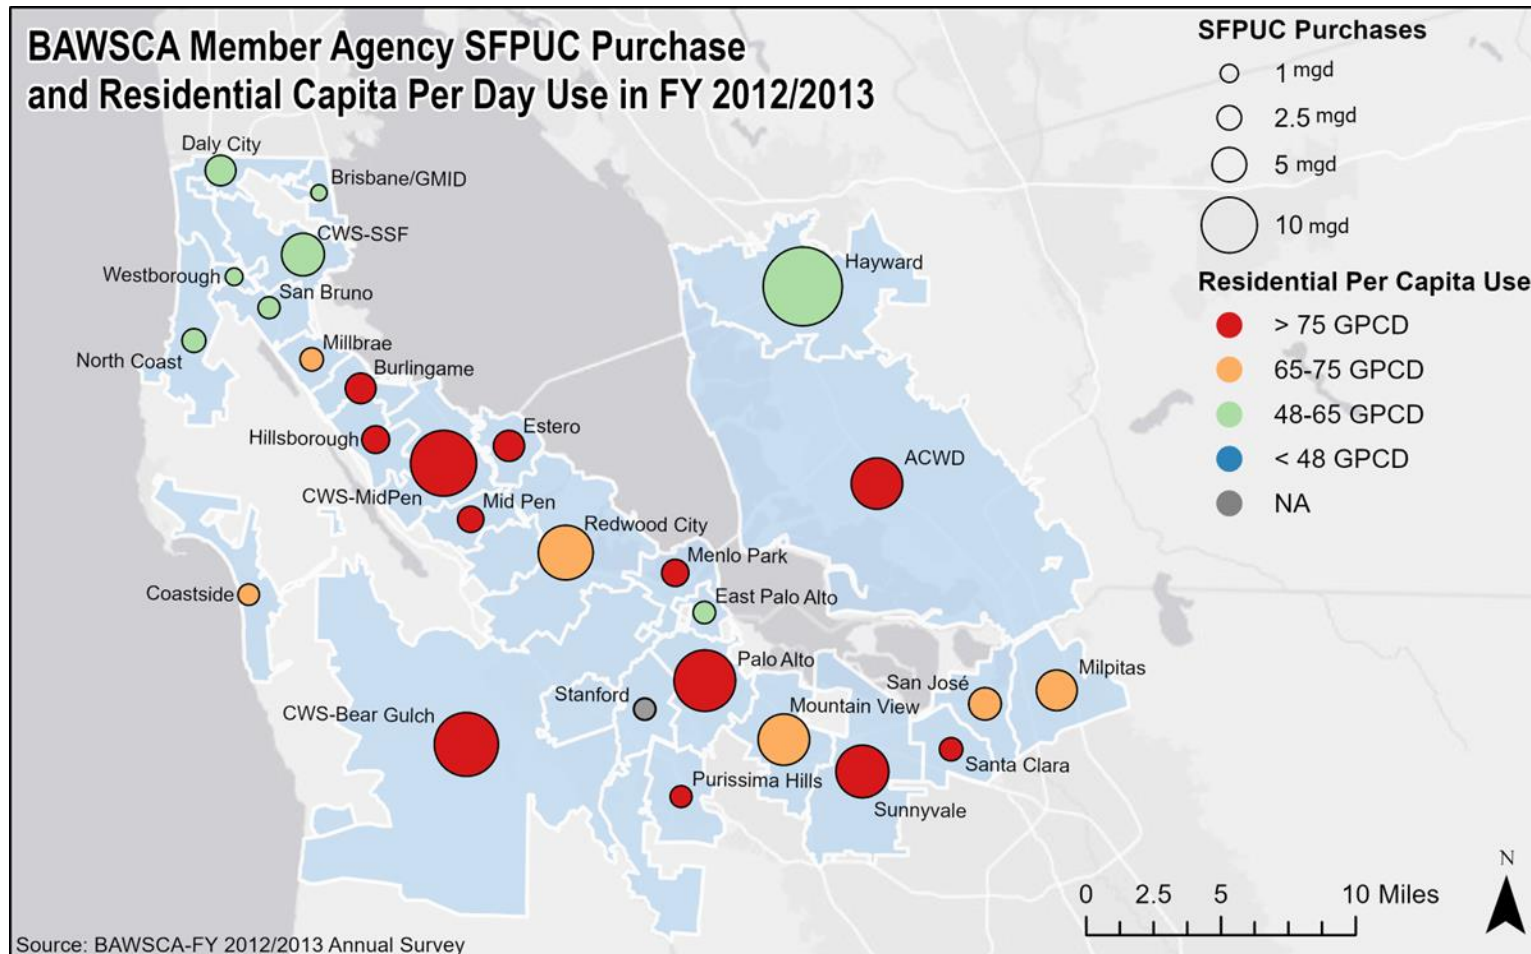 BAWSCA Member Agency SFPUC Purchase
and Residential Capita Per Day Use in FY 2012/2013
SFPUC Purchases
1 mgd
2.5 mgd
5 mgd
10 mgd
Residential Per Capita Use
> 75 GPCD
65-75 GPCD
48-65 GPCD
< 48 GPCD
NA
Daly City
Brisbane/GMID
CWS-SSF
Westborough
San Bruno
North Coast
Millbrae
Burlingame
Hillsborough
Estero
CWS-MidPen
Mid Pen
Redwood City
Menlo Park
East Palo Alto
Coastside
Hayward
ACWD
Palo Alto
Stanford
CWS-Bear Gulch
Mountain View
San José
Milpitas
Santa Clara
Purissima Hills
Sunnyvale
N
0 2.5 5 10 Miles
Source: BAWSCA-FY 2012/2013 Annual Survey